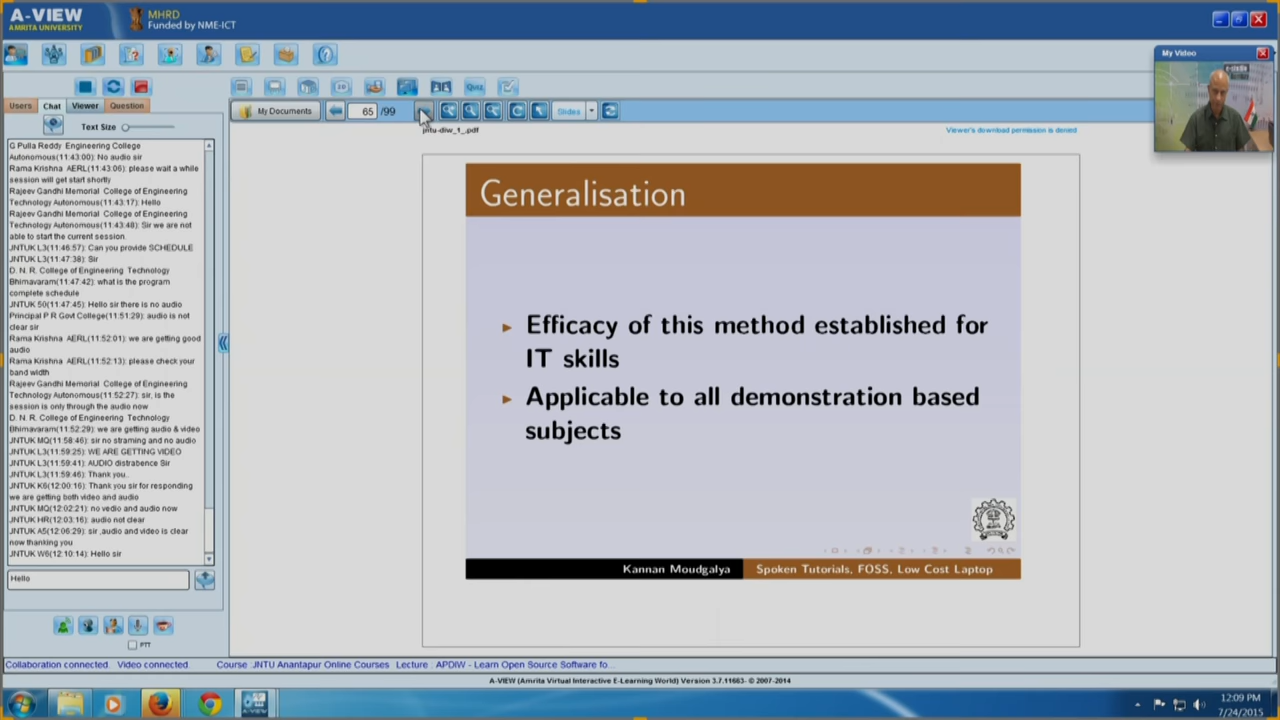 A-VIEW
AMRITA UNIVERSITY
MHRD
Funded by NME-ICT
My Video
Users Chat Viewer Question
My Documents
65 /99
Slides
Quiz
Text Size
jntu-diw_1_.pdf
Viewer's download permission is denied
G Pulla Reddy Engineering College
Autonomous(11:43:00): No audio sir
Rama Krishna AERL(11:43:06): please wait a while
session will get start shortly
Rajeev Gandhi Memorial College of Engineering
Technology Autonomous(11:43:17): Hello
Rajeev Gandhi Memorial College of Engineering
Technology Autonomous(11:43:48): Sir we are not
able to start the current session
JNTUK L3(11:46:57): Can you provide SCHEDULE
JNTUK L3(11:47:38): Sir
D. N. R. College of Engineering Technology
Bhimavaram(11:47:42): what is the program
complete schedule
JNTUK 50(11:47:45): Hello sir there is no audio
Principal P R Govt College(11:51:29): audio is not
clear sir
Rama Krishna AERL(11:52:01): we are getting good
audio
Rama Krishna AERL(11:52:13): please check your
band width
Rajeev Gandhi Memorial College of Engineering
Technology Autonomous(11:52:27): sir, is the
session is only through the audio now
D. N. R. College of Engineering Technology
Bhimavaram(11:52:29): we are getting audio & video
JNTUK MQ(11:58:46): sir no straming and no audio
JNTUK L3(11:59:25): WE ARE GETTING VIDEO
JNTUK L3(11:59:41): AUDIO distrabence Sir
JNTUK L3(11:59:46): Thank you..
JNTUK K6(12:00:16): Thank you sir for responding
we are getting both video and audio
JNTUK MQ(12:02:21): no vedio and audio now
JNTUK HR(12:03:16): audio not clear
JNTUK A5(12:06:29): sir ,audio and video is clear
now thanking you
JNTUK W6(12:10:14): Hello sir
Hello
PTT
Generalisation
Efficacy of this method established for
IT skills
Applicable to all demonstration based
subjects
Kannan Moudgalya Spoken Tutorials, FOSS, Low Cost Laptop
Collaboration connected Video connected Course :JNTU Anantapur Online Courses Lecture : APDIW - Learn Open Source Software fo...
A-VIEW (Amrita Virtual Interactive E-Learning World) Version 3.7.11663- © 2007-2014
12:09 PM
7/24/2015